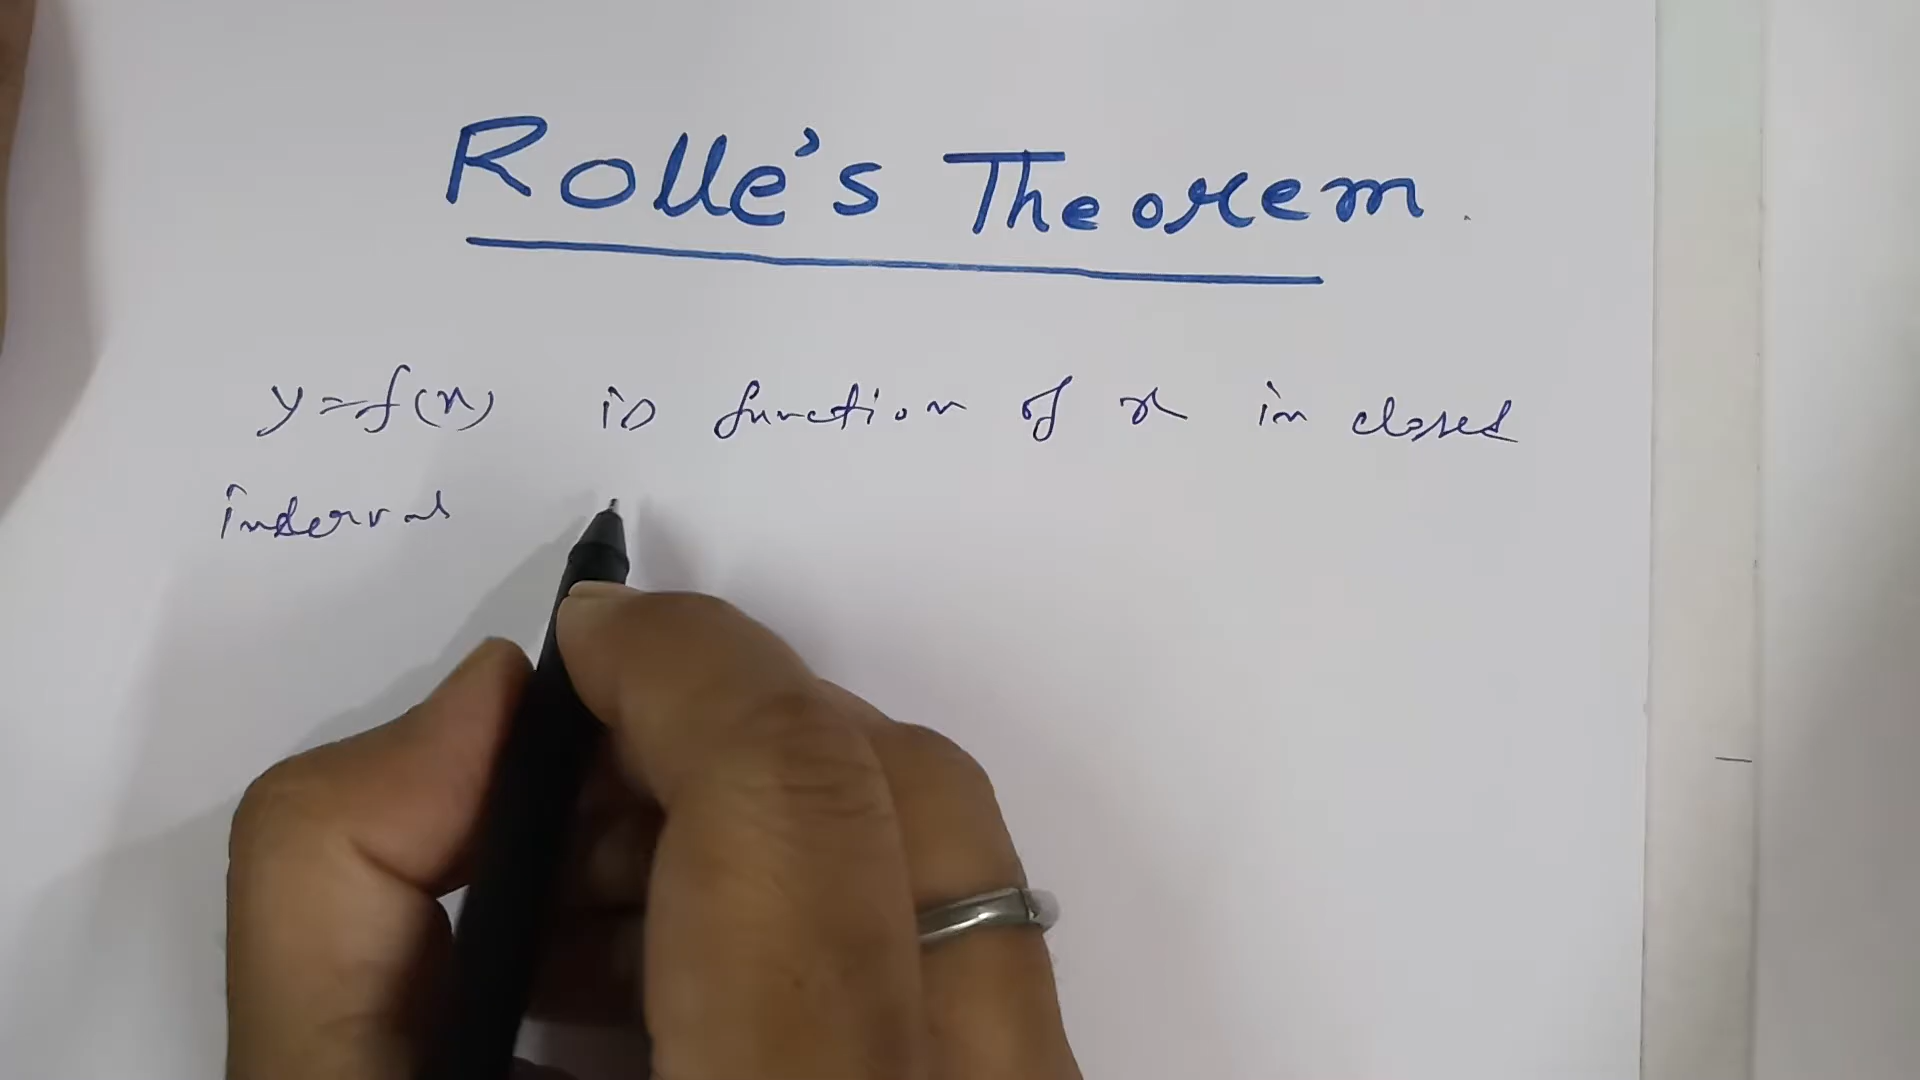 Rolle's Theorem
y=f(x) is function of x in closed
interval